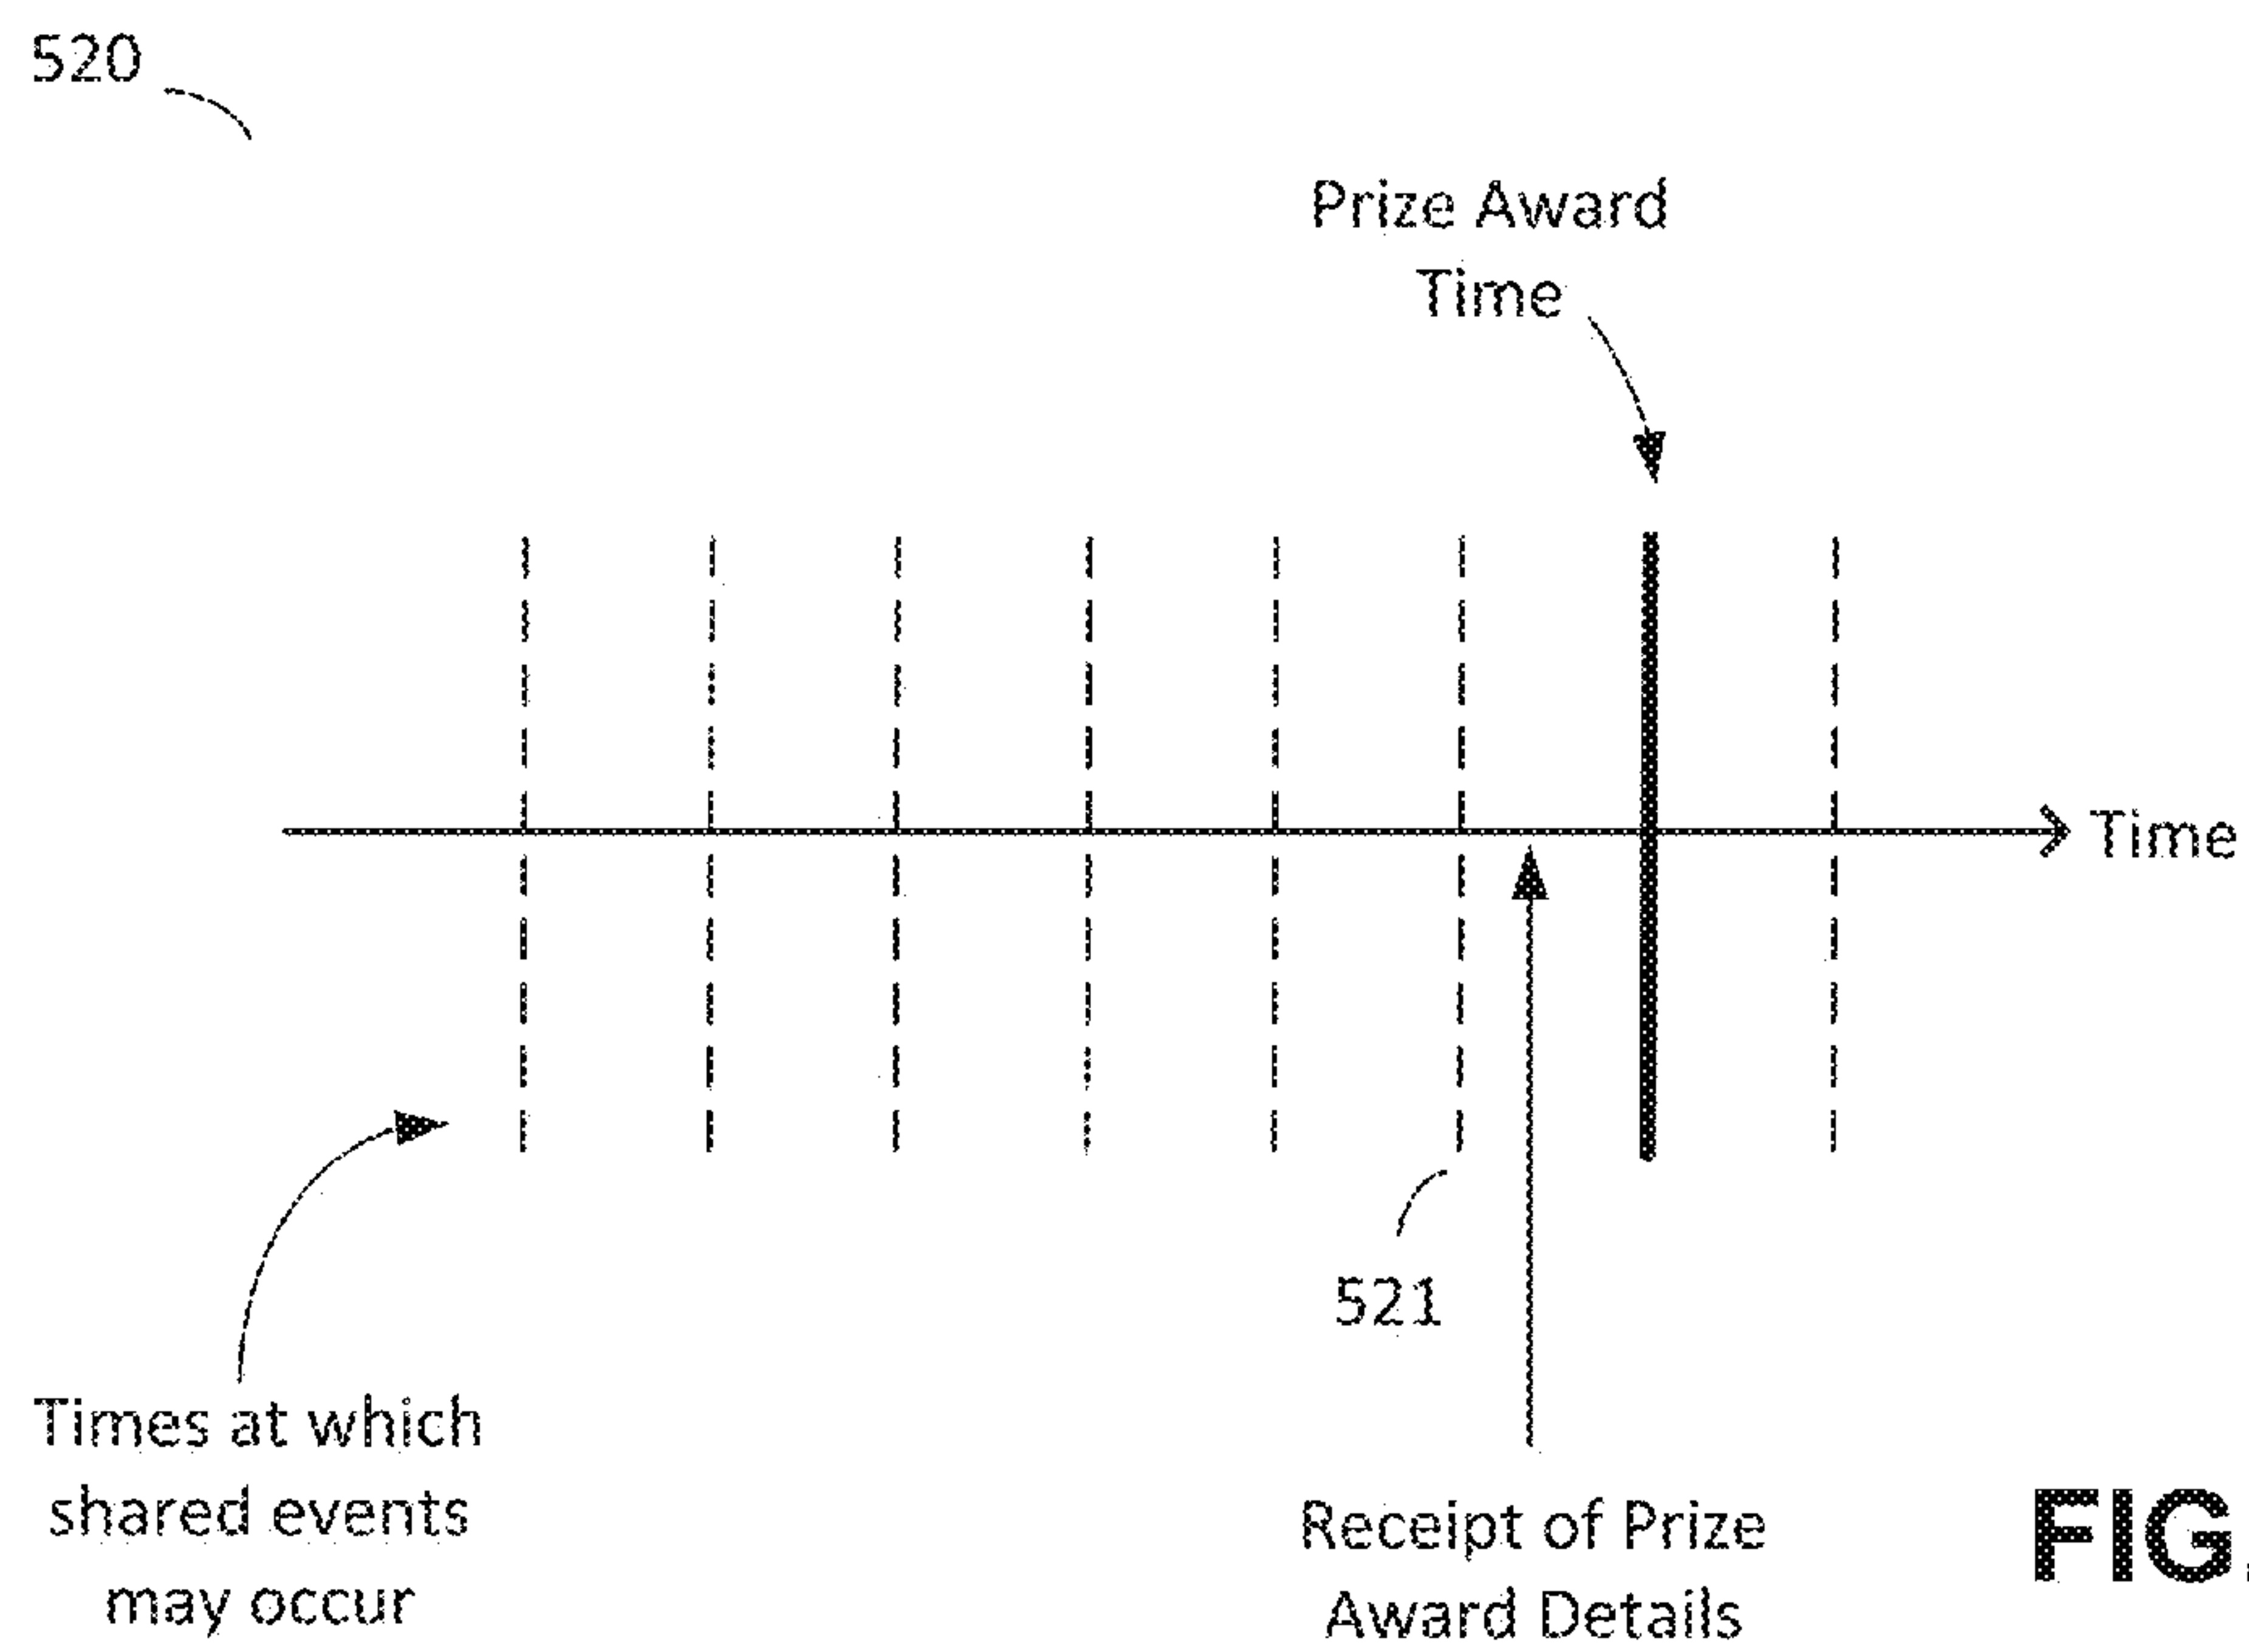 520
Prize Award
Time
Time
521
Times at which
shared events
may occur
Receipt of Prize
Award Details
FIG.